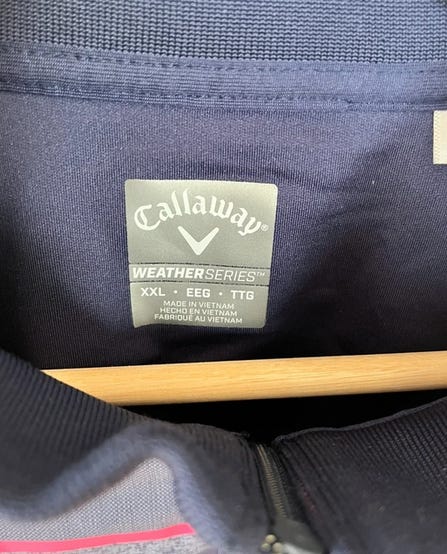 Callaway®
WEATHERSERIES™
XXL • EEG • TTG
MADE IN VIETNAM
HECHO EN VIETNAM
FABRIQUÉ AU VIETNAM